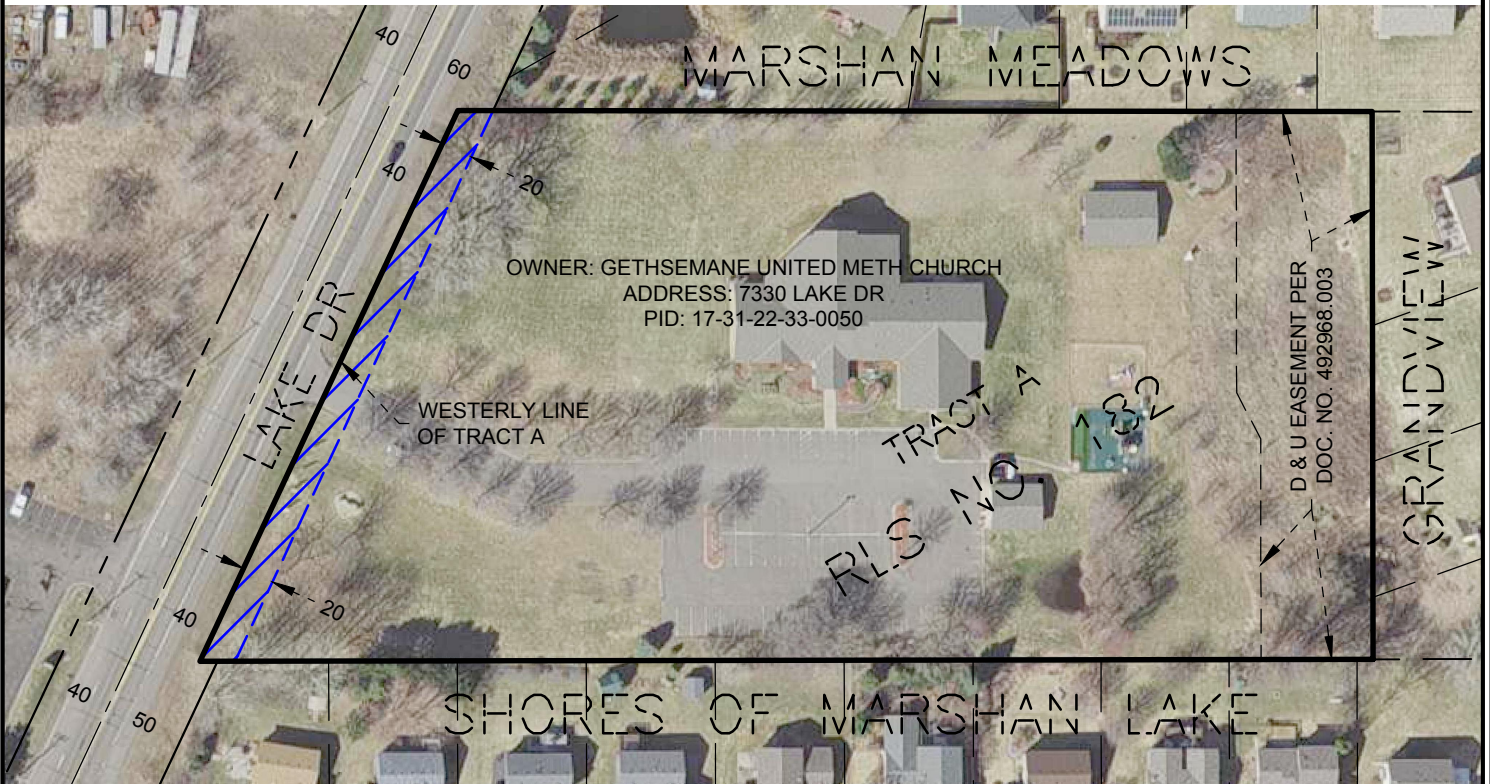 40
60
MARSHAN MEADOWS
40
20
OWNER: GETHSEMANE UNITED METH CHURCH
ADDRESS: 7330 LAKE DR
PID: 17-31-22-33-0050
LAKE DR
WESTERLY LINE
OF TRACT A
TRACT A
RLS NO 182
D & U EASEMENT PER
DOC. NO. 492968.003
GRANDVIEW
40
20
40
50
SHORES OF MARSHAN LAKE